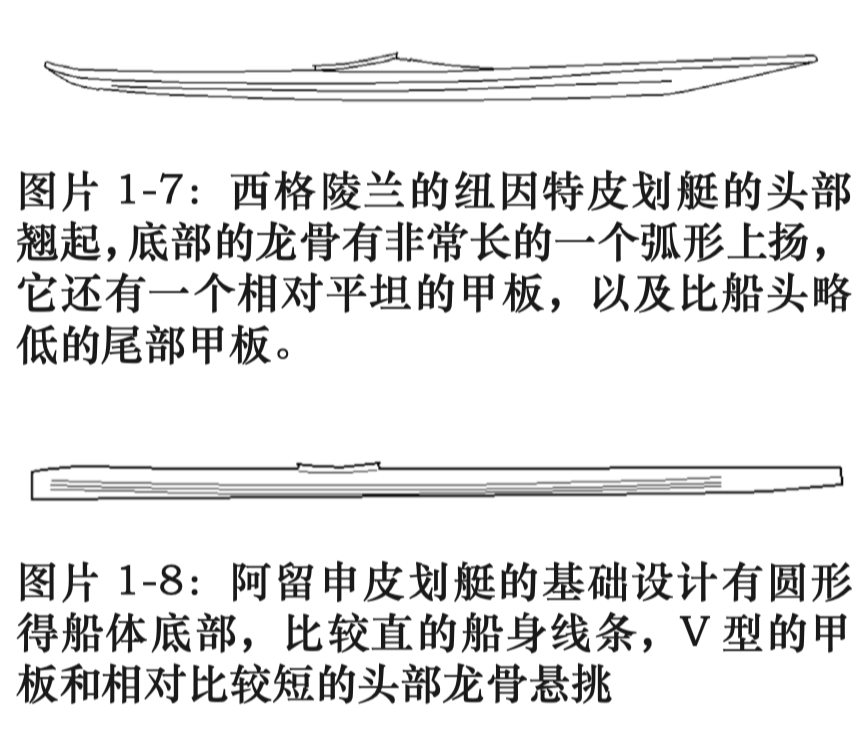 图片 1-7：西格陵兰的纽因特皮划艇的头部
翘起，底部的龙骨有非常长的一个弧形上扬，
它还有一个相对平坦的甲板，以及比船头略
低的尾部甲板。
图片 1-8：阿留申皮划艇的基础设计有圆形
得船体底部，比较直的船身线条，V 型的甲
板和相对比较短的头部龙骨悬挑